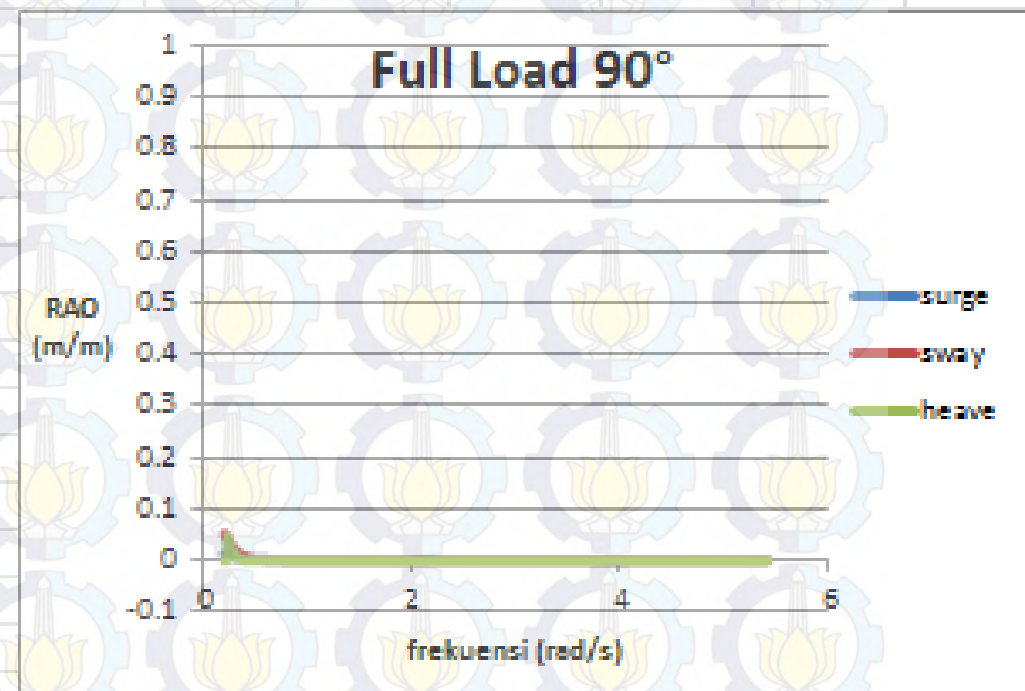 Full Load 90°
1
0.9
0.8
0.7
0.6
0.5
0.4
0.3
0.2
0.1
0
-0.1
RAO
(m/m)
0 2 4 6
frekuensi (rad/s)
surge
sway
heave